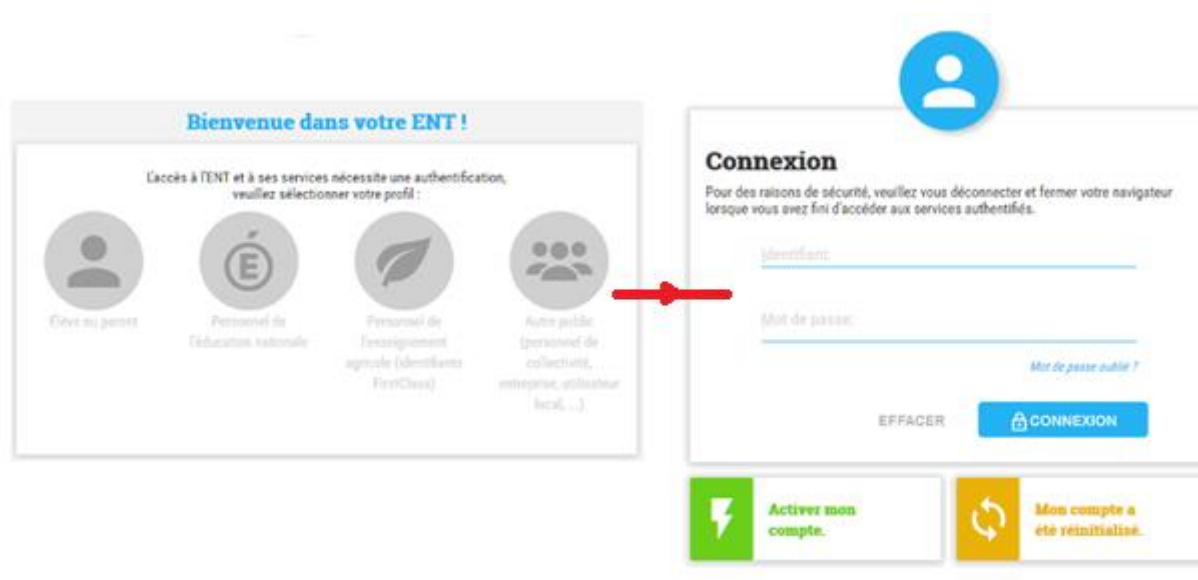 Bienvenue dans votre ENT !
L'accès à l'ENT et à ses services nécessite une authentification,
veuillez sélectionner votre profil :
É
Élève ou parent
Personnel de
l'éducation nationale
Personnel de
l'enseignement
agricole (identifiants
FirstClass)
Autre public
(personnel de
collectivité,
entreprise, utilisateur
local, ...)
Connexion
Pour des raisons de sécurité, veuillez vous déconnecter et fermer votre navigateur
lorsque vous avez fini d'accéder aux services authentifiés.
Identifiant:
Mot de passe:
Mot de passe oublié ?
EFFACER
CONNEXION
Activer mon
compte.
Mon compte a
été réinitialisé.